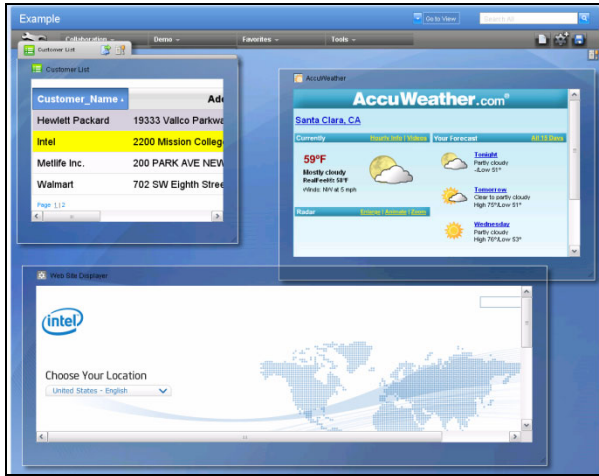 Example
Go to View
Search All
Collaboration
Demo
Favorites
Tools
Customer List
Customer List
Customer_Name
Hewlett Packard 19333 Vallco Parkwa
Intel 2200 Mission Colleg
Metlife Inc. 200 PARK AVE NEW
Walmart 702 SW Eighth Stree
Page 1 | 2
AccuWeather
AccuWeather.com®
Santa Clara, CA
Currently Hourly Info | Videos
59°F
Mostly cloudy
RealFeel®: 58°F
Winds: NW at 5 mph
Radar Enlarge | Animate | Zoom
Your Forecast All 15 Days
Tonight
Partly cloudy
-/Low 51°
Tomorrow
Clear to partly cloudy
High 75°/Low 51°
Wednesday
Partly cloudy
High 76°/Low 53°
Web Site Displayer
intel
Choose Your Location
United States - English